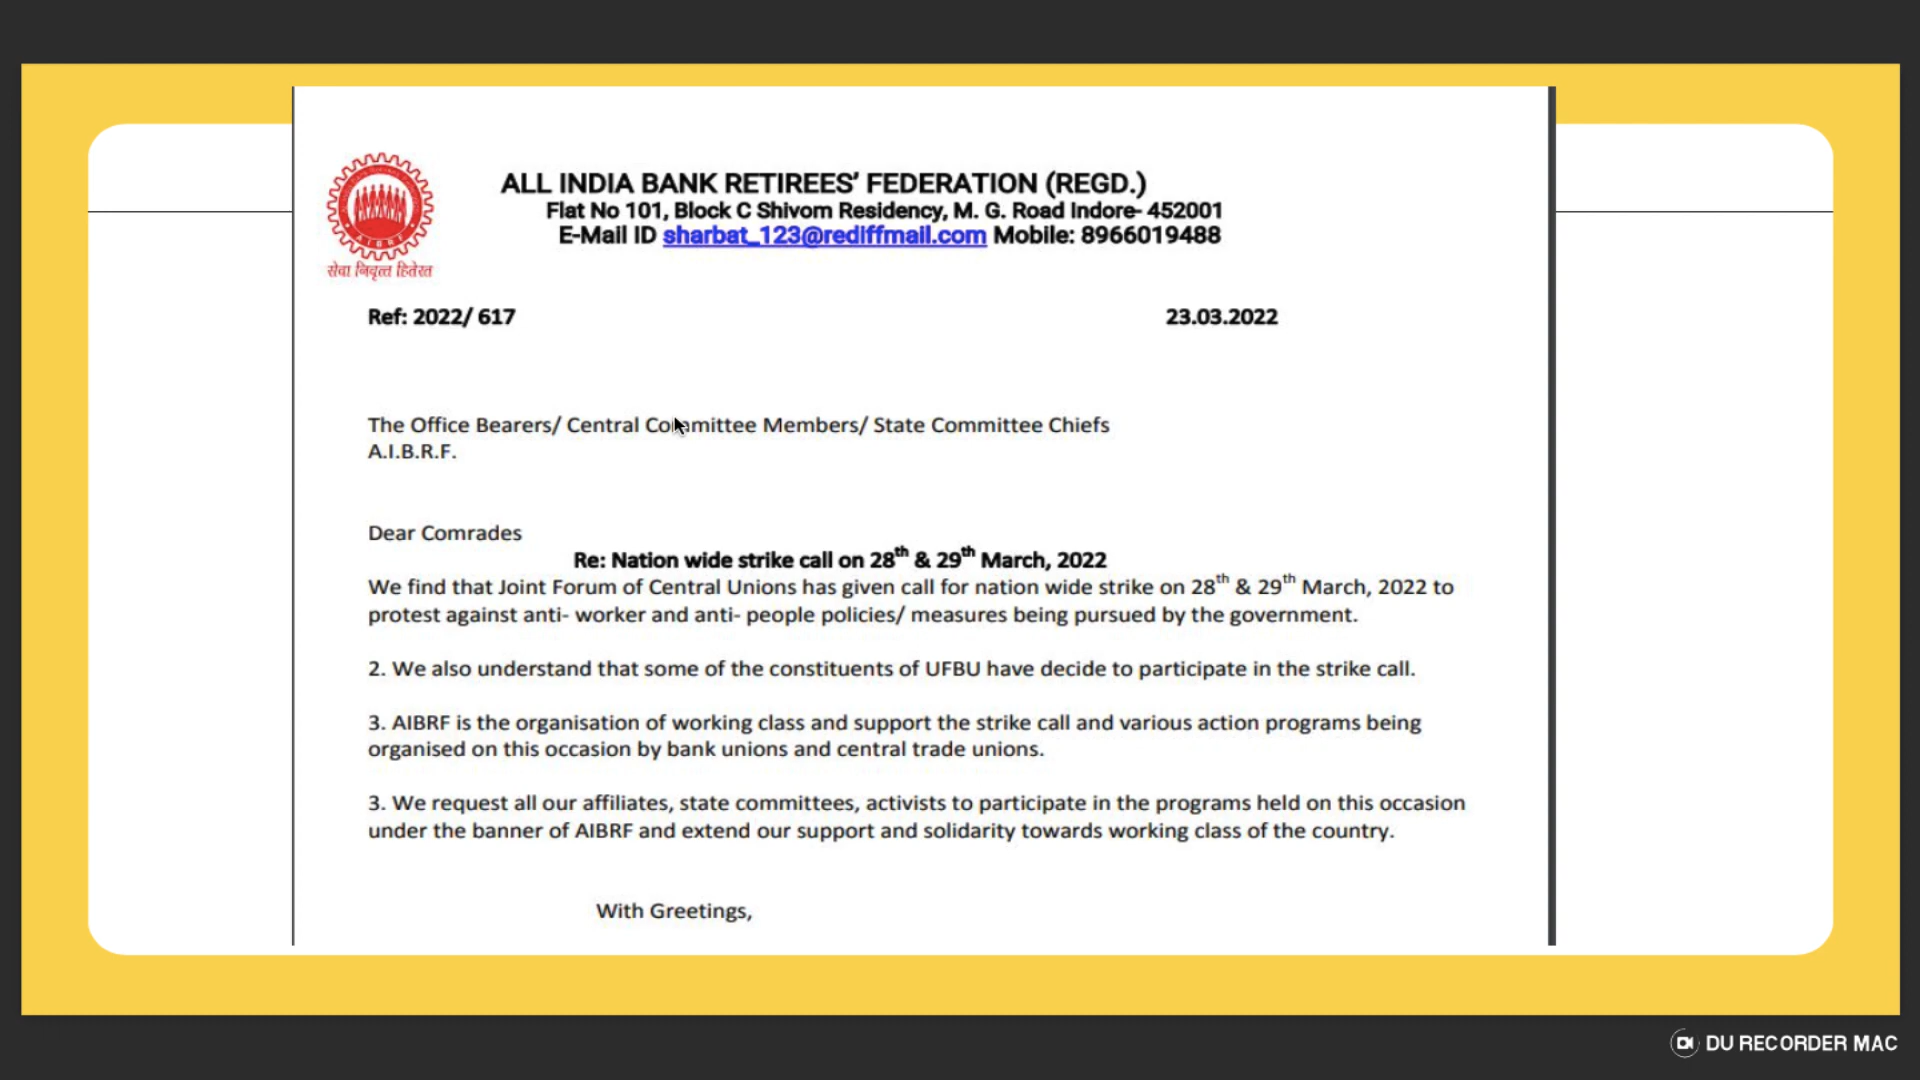 ALL INDIA BANK RETIREES' FEDERATION (REGD.)
Flat No 101, Block C Shivom Residency, M. G. Road Indore- 452001
E-Mail ID sharbat_123@rediffmail.com Mobile: 8966019488
A I B R F
सेवा निवृत्त हितेरत
Ref: 2022/ 617 23.03.2022
The Office Bearers/ Central Committee Members/ State Committee Chiefs
A.I.B.R.F.
Dear Comrades
Re: Nation wide strike call on 28th & 29th March, 2022
We find that Joint Forum of Central Unions has given call for nation wide strike on 28th & 29th March, 2022 to
protest against anti- worker and anti- people policies/ measures being pursued by the government.
2. We also understand that some of the constituents of UFBU have decide to participate in the strike call.
3. AIBRF is the organisation of working class and support the strike call and various action programs being
organised on this occasion by bank unions and central trade unions.
3. We request all our affiliates, state committees, activists to participate in the programs held on this occasion
under the banner of AIBRF and extend our support and solidarity towards working class of the country.
With Greetings,
DU RECORDER MAC